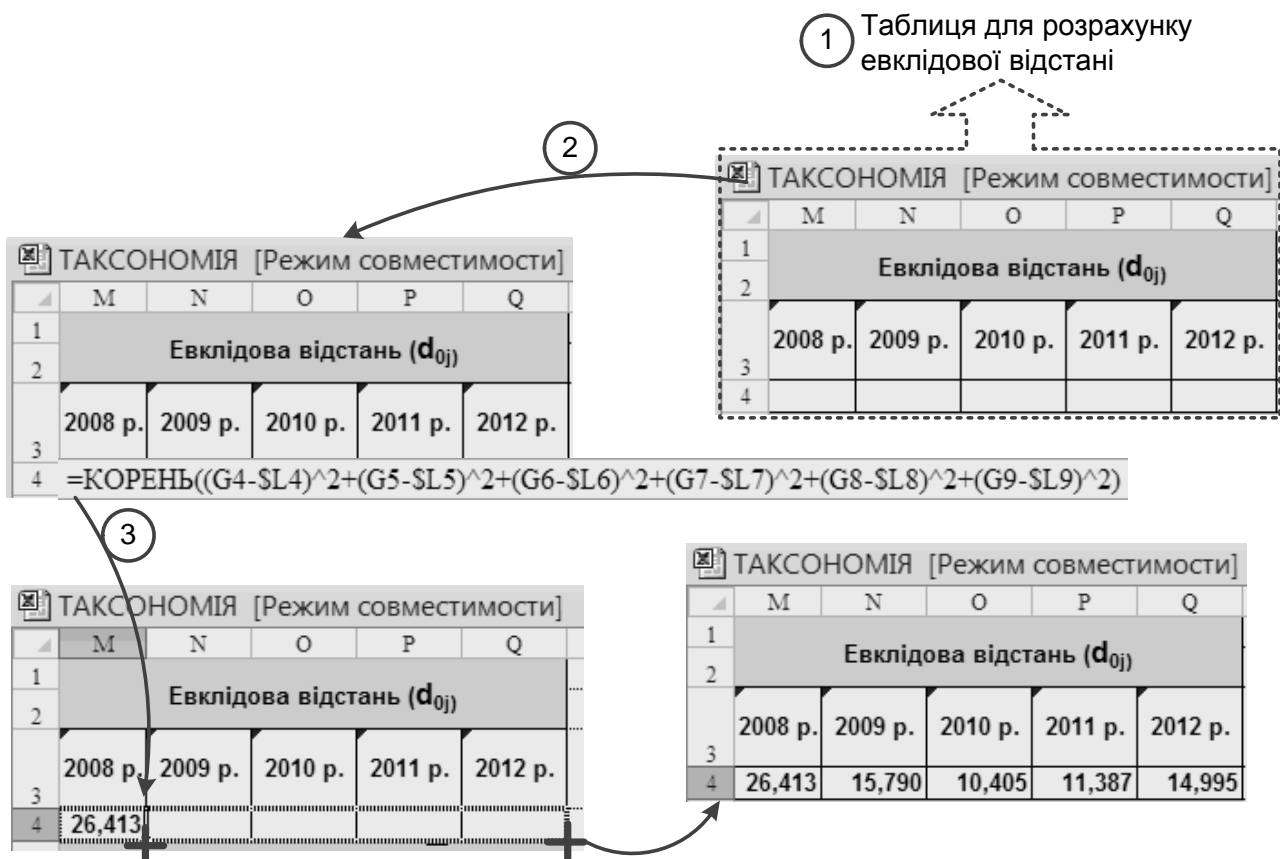 1 Таблиця для розрахунку
евклідової відстані
2
ТАКСОНОМІЯ [Режим совместимости]
M N O P Q
1
2
Евклідова відстань (d0j)
3
2008 р. 2009 р. 2010 р. 2011 р. 2012 р.
4
ТАКСОНОМІЯ [Режим совместимости]
M N O P Q
1
2
Евклідова відстань (d0j)
3
2008 р. 2009 р. 2010 р. 2011 р. 2012 р.
4 =КОРЕНЬ((G4-$L4)^2+(G5-$L5)^2+(G6-$L6)^2+(G7-$L7)^2+(G8-$L8)^2+(G9-$L9)^2)
3
ТАКСОНОМІЯ [Режим совместимости]
M N O P Q
1
2
Евклідова відстань (d0j)
3
2008 р. 2009 р. 2010 р. 2011 р. 2012 р.
4 26,413
ТАКСОНОМІЯ [Режим совместимости]
M N O P Q
1
2
Евклідова відстань (d0j)
3
2008 р. 2009 р. 2010 р. 2011 р. 2012 р.
4 26,413 15,790 10,405 11,387 14,995